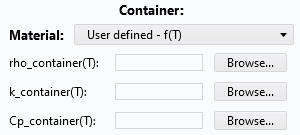 Container:
Material: User defined - f(T)
rho_container(T): Browse...
k_container(T): Browse...
Cp_container(T): Browse...